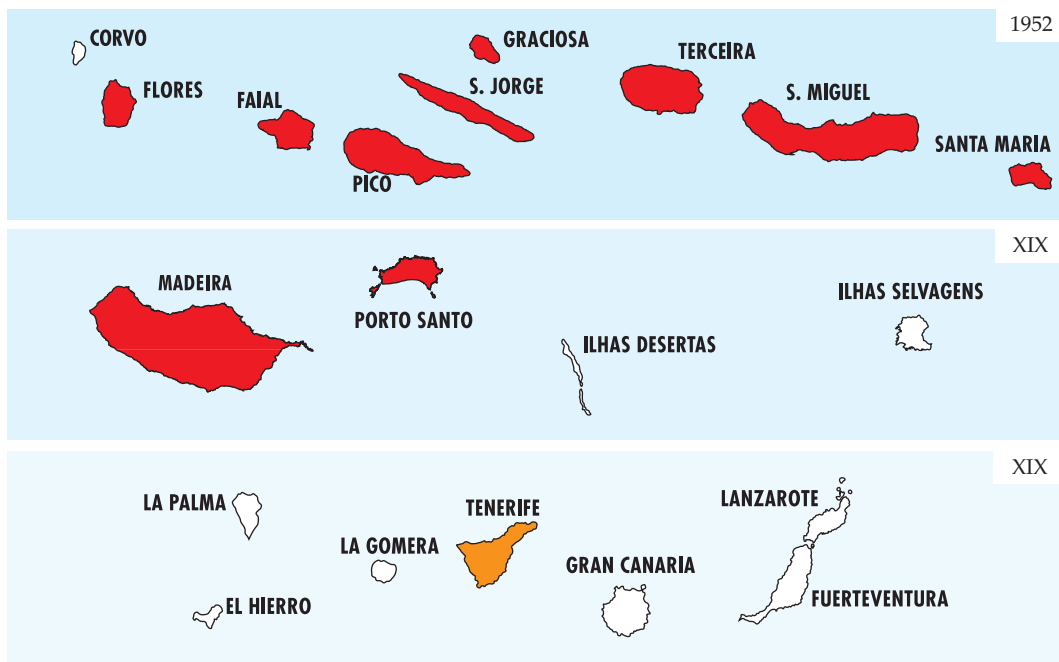 1952
CORVO
FLORES
FAIAL
PICO
GRACIOSA
S. JORGE
TERCEIRA
S. MIGUEL
SANTA MARIA
XIX
MADEIRA
PORTO SANTO
ILHAS DESERTAS
ILHAS SELVAGENS
XIX
LA PALMA
EL HIERRO
LA GOMERA
TENERIFE
GRAN CANARIA
LANZAROTE
FUERTEVENTURA